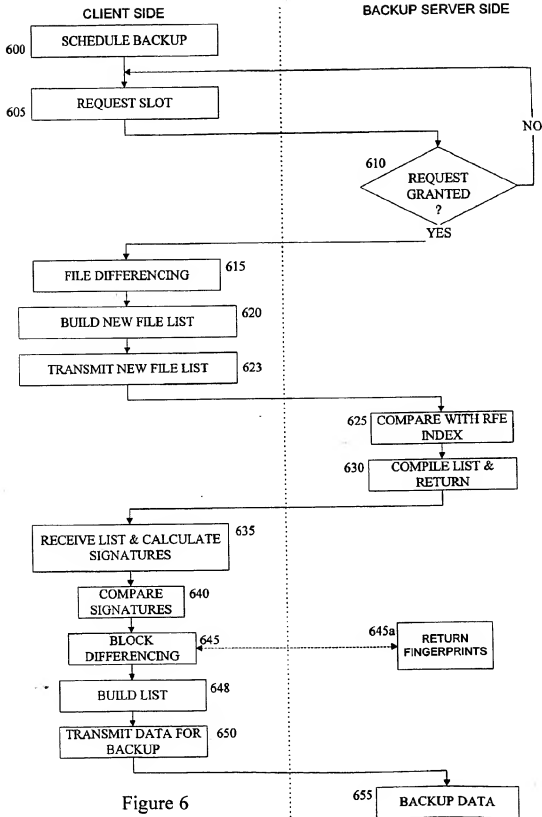 CLIENT SIDE
BACKUP SERVER SIDE
600
SCHEDULE BACKUP
605
REQUEST SLOT
NO
610
REQUEST
GRANTED
?
YES
FILE DIFFERENCING
615
BUILD NEW FILE LIST
620
TRANSMIT NEW FILE LIST
623
625
COMPARE WITH RFE
INDEX
630
COMPILE LIST &
RETURN
RECEIVE LIST & CALCULATE
SIGNATURES
635
COMPARE
SIGNATURES
640
BLOCK
DIFFERENCING
645
645a
RETURN
FINGERPRINTS
BUILD LIST
648
TRANSMIT DATA FOR
BACKUP
650
655
BACKUP DATA
Figure 6